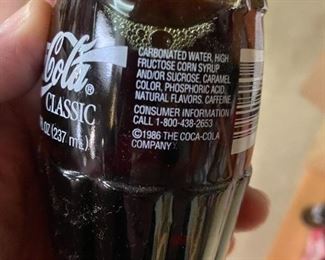 Cola®
CLASSIC
OZ (237 mL)
CARBONATED WATER, HIGH
FRUCTOSE CORN SYRUP
AND/OR SUCROSE, CARAMEL
COLOR, PHOSPHORIC ACID,
NATURAL FLAVORS, CAFFEINE
CONSUMER INFORMATION
CALL 1-800-438-2653
©1986 THE COCA-COLA
COMPANY